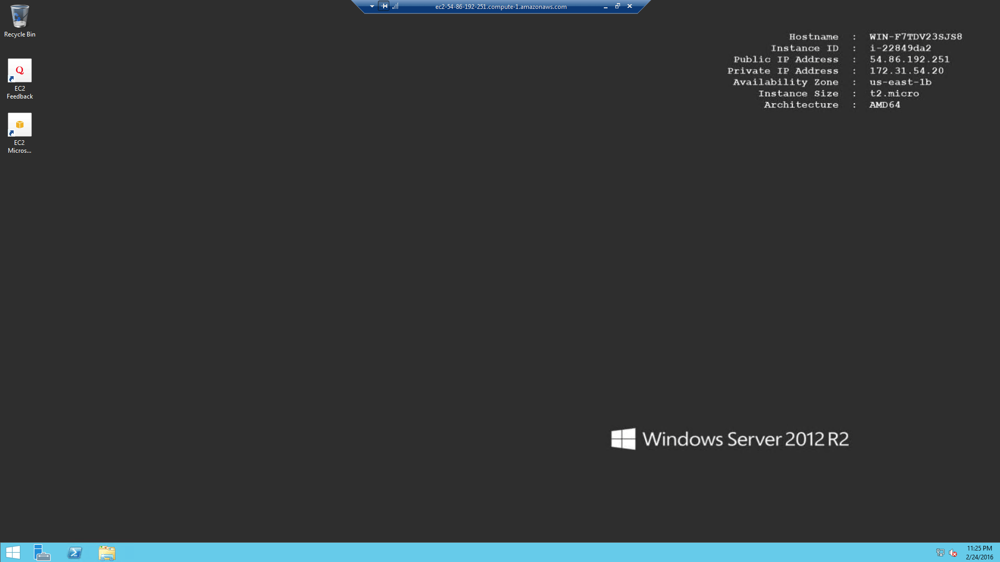 ec2-54-86-192-251.compute-1.amazonaws.com
Recycle Bin
EC2
Feedback
EC2
Micros...
Hostname : WIN-F7TDV23SJS8
Instance ID : i-22849da2
Public IP Address : 54.86.192.251
Private IP Address : 172.31.54.20
Availability Zone : us-east-1b
Instance Size : t2.micro
Architecture : AMD64
Windows Server 2012 R2
11:25 PM
2/24/2016